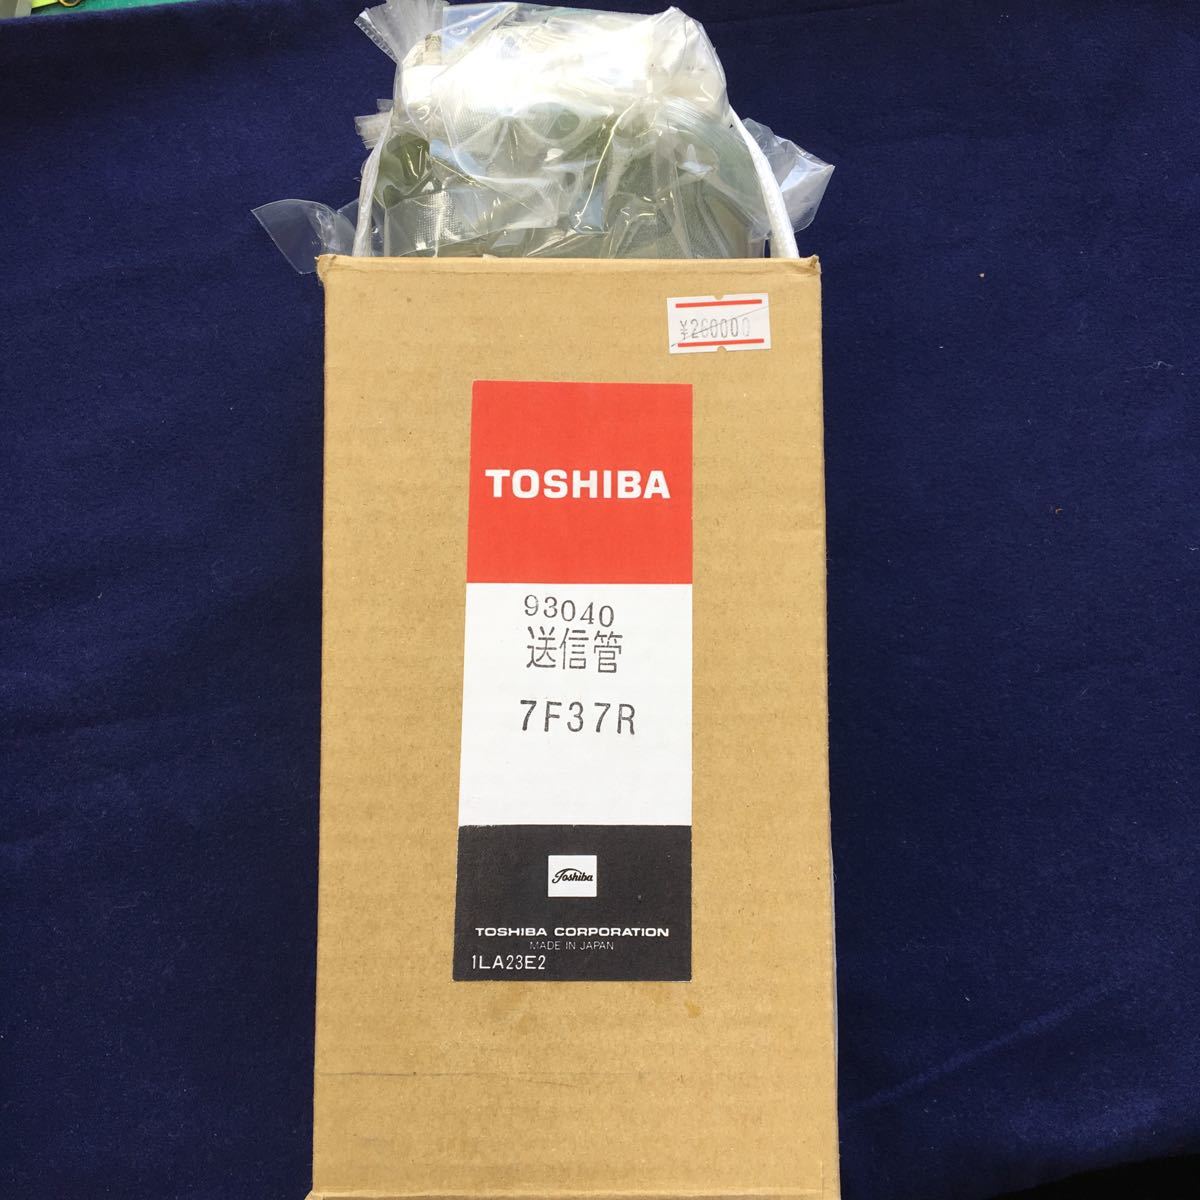 ¥260000
TOSHIBA
93040
送信管
7F37R
Toshiba
TOSHIBA CORPORATION
MADE IN JAPAN
1LA23E2